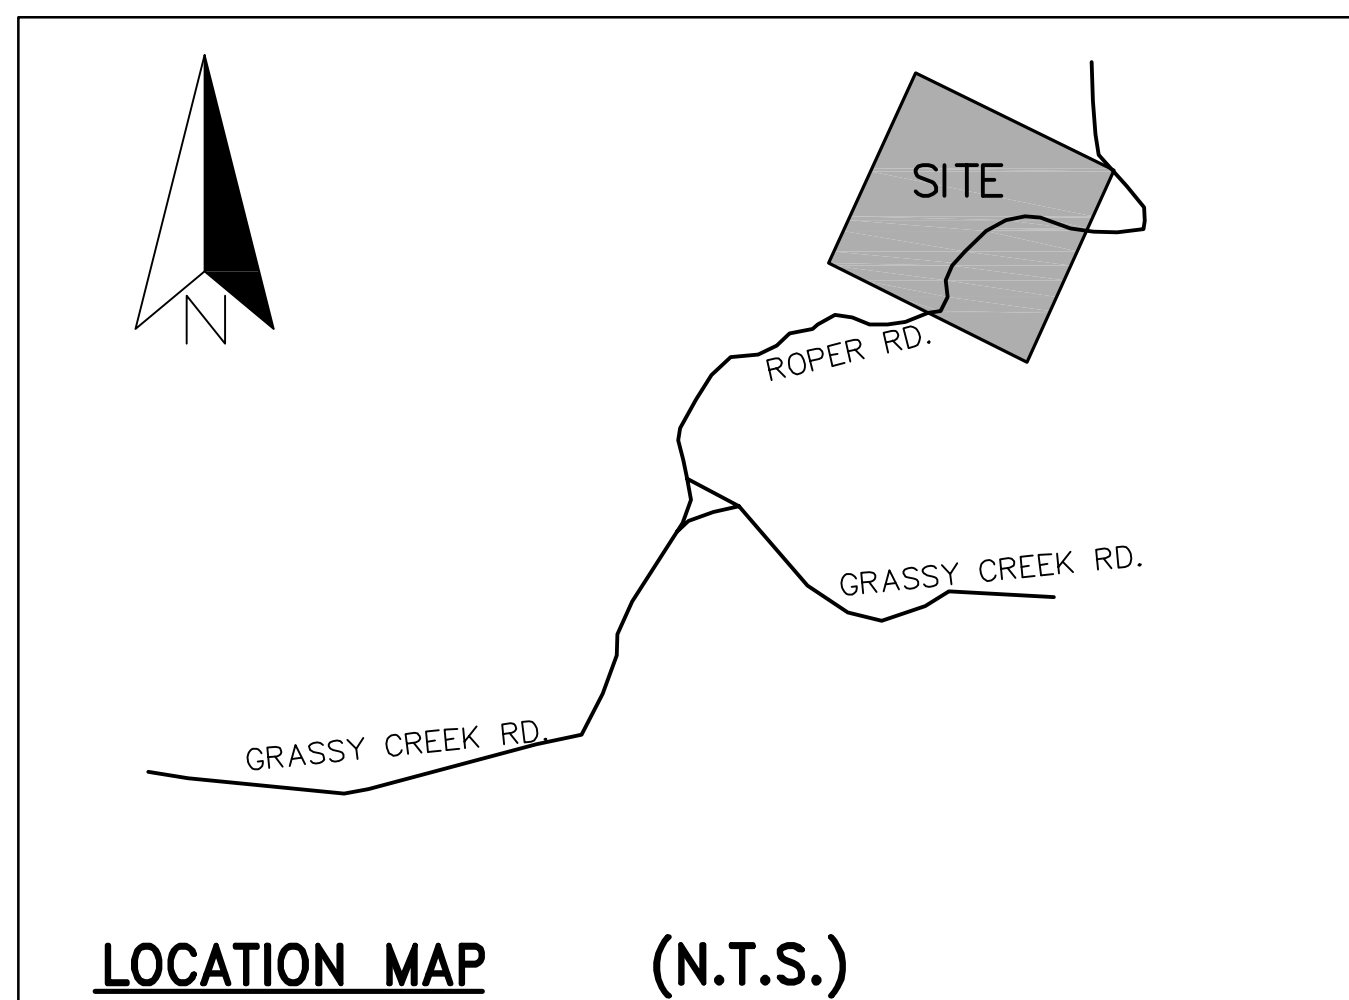 SITE
N
ROPER RD.
GRASSY CREEK RD.
GRASSY CREEK RD.
LOCATION MAP (N.T.S.)